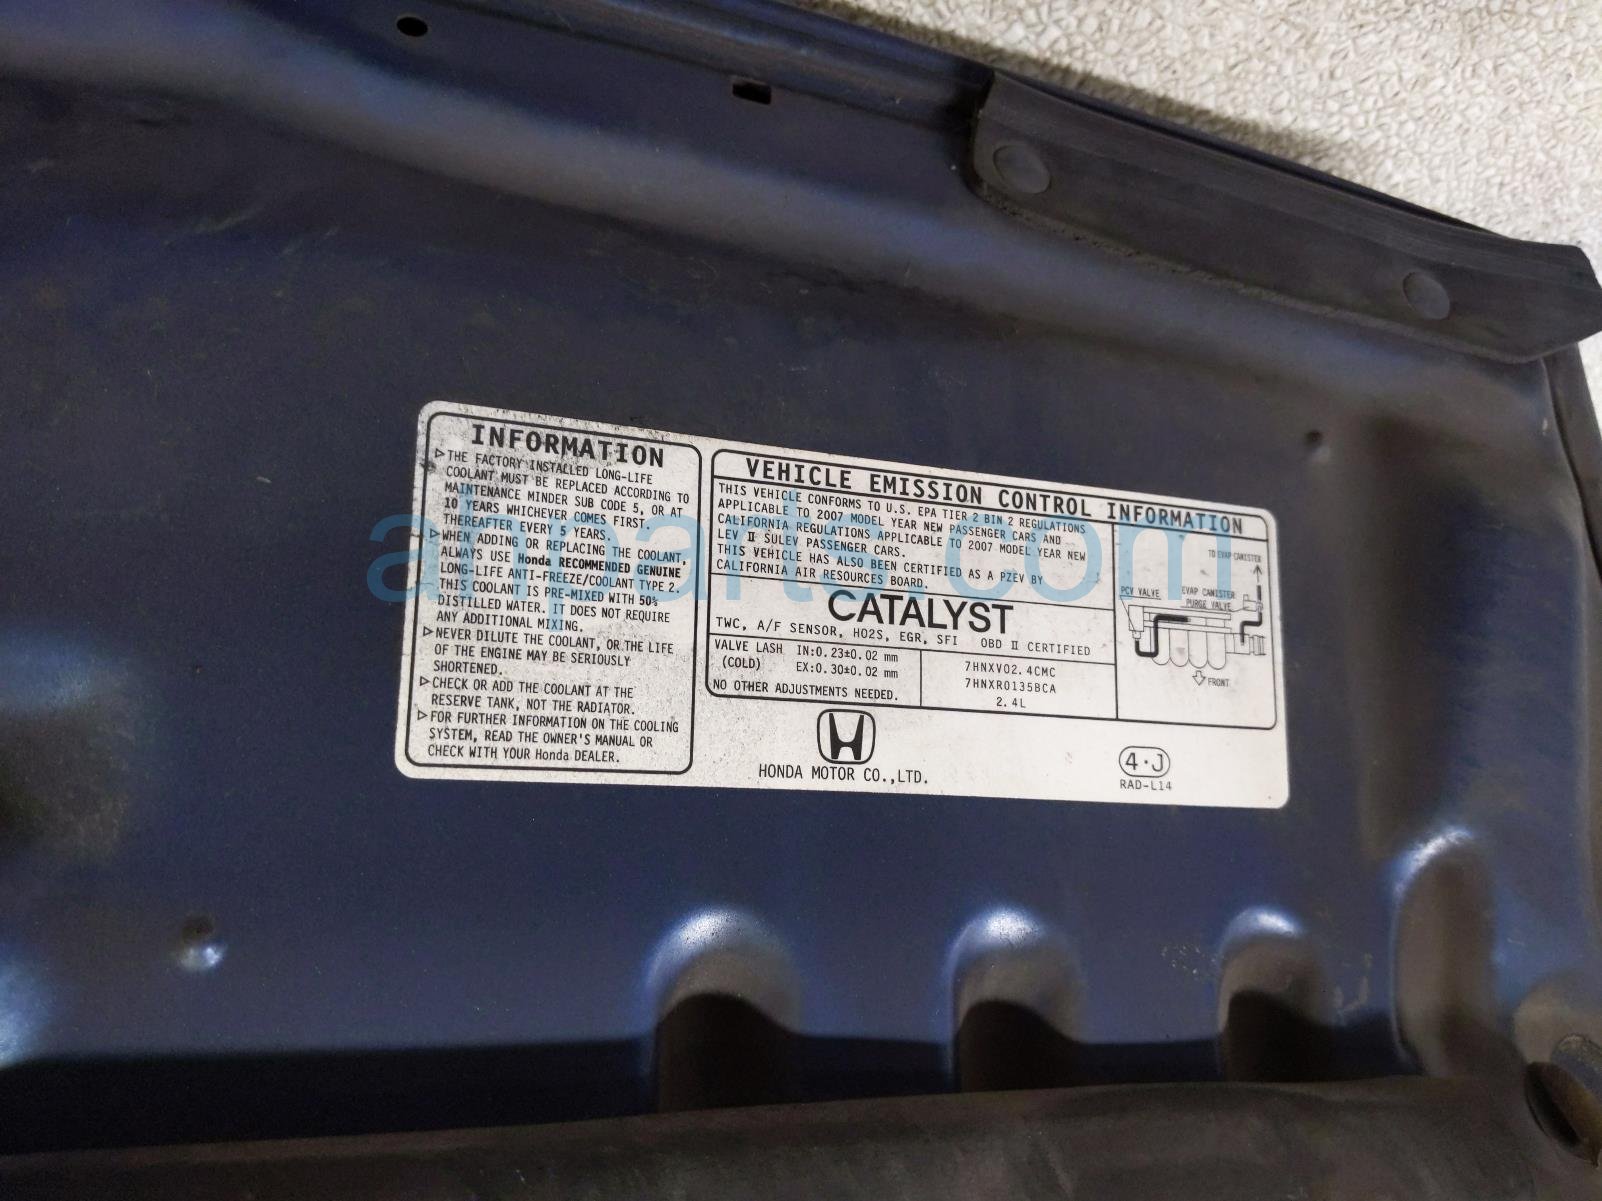 INFORMATION
▷THE FACTORY INSTALLED LONG-LIFE
COOLANT MUST BE REPLACED ACCORDING TO
MAINTENANCE MINDER SUB CODE 5, OR AT
10 YEARS WHICHEVER COMES FIRST.
THEREAFTER EVERY 5 YEARS.
▷WHEN ADDING OR REPLACING THE COOLANT,
ALWAYS USE Honda RECOMMENDED GENUINE
LONG-LIFE ANTI-FREEZE/COOLANT TYPE 2.
THIS COOLANT IS PRE-MIXED WITH 50%
DISTILLED WATER. IT DOES NOT REQUIRE
ANY ADDITIONAL MIXING.
▷NEVER DILUTE THE COOLANT, OR THE LIFE
OF THE ENGINE MAY BE SERIOUSLY
SHORTENED.
▷CHECK OR ADD THE COOLANT AT THE
RESERVE TANK, NOT THE RADIATOR.
▷FOR FURTHER INFORMATION ON THE COOLING
SYSTEM, READ THE OWNER'S MANUAL OR
CHECK WITH YOUR Honda DEALER.
VEHICLE EMISSION CONTROL INFORMATION
THIS VEHICLE CONFORMS TO U.S. EPA TIER 2 BIN 2 REGULATIONS
APPLICABLE TO 2007 MODEL YEAR NEW PASSENGER CARS AND
CALIFORNIA REGULATIONS APPLICABLE TO 2007 MODEL YEAR NEW
LEV II SULEV PASSENGER CARS.
THIS VEHICLE HAS ALSO BEEN CERTIFIED AS A PZEV BY
CALIFORNIA AIR RESOURCES BOARD.
CATALYST
TWC, A/F SENSOR, HO2S, EGR, SFI OBD II CERTIFIED
VALVE LASH IN:0.23±0.02 mm
(COLD) EX:0.30±0.02 mm
NO OTHER ADJUSTMENTS NEEDED.
7HNXV02.4CMC
7HNXR0135BCA
2.4L
TO EVAP CANISTER
PCV VALVE
EVAP CANISTER
PURGE VALVE
FRONT
HONDA MOTOR CO.,LTD.
4·J
RAD-L14
ahparts.com